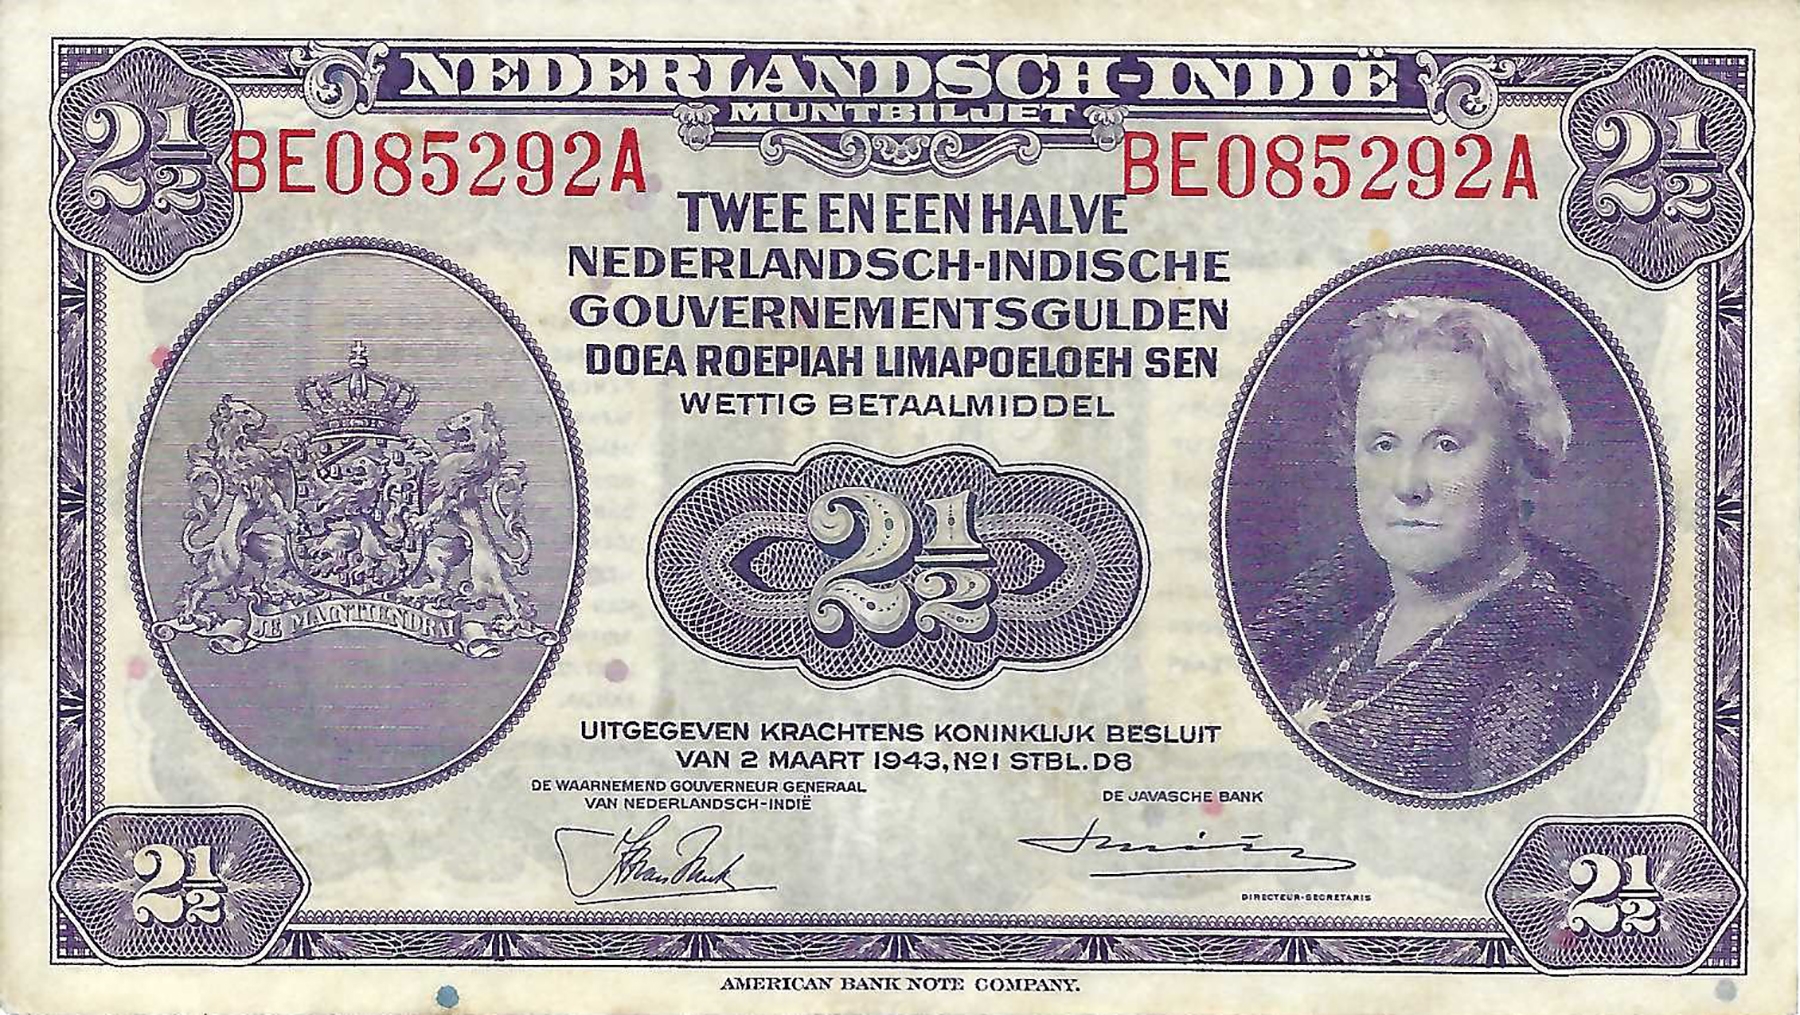 NEDERLANDSCH-INDIË
MUNTBILJET
2½ 2½
BE085292A BE085292A
TWEE EN EEN HALVE
NEDERLANDSCH-INDISCHE
GOUVERNEMENTSGULDEN
DOEA ROEPIAH LIMAPOELOEH SEN
WETTIG BETAALMIDDEL
2½
JE MAINTIENDRAI
UITGEGEVEN KRACHTENS KONINKLIJK BESLUIT
VAN 2 MAART 1943, Nº1 STBL. D8
DE WAARNEMEND GOUVERNEUR GENERAAL
VAN NEDERLANDSCH-INDIË
DE JAVASCHE BANK
DIRECTEUR-SECRETARIS
2½ 2½
AMERICAN BANK NOTE COMPANY.